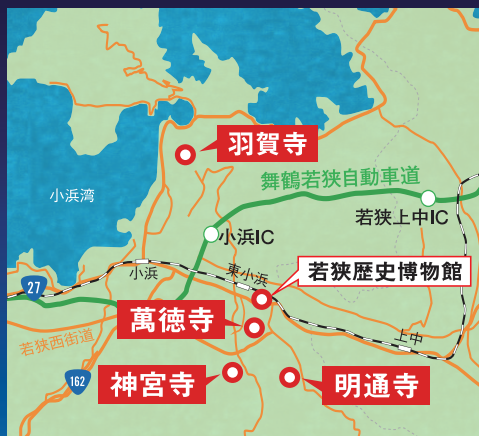 羽賀寺
舞鶴若狭自動車道
小浜湾
若狭上中IC
小浜IC
小浜
東小浜
若狭歴史博物館
27
萬徳寺
若狭西街道
上中
162
神宮寺
明通寺